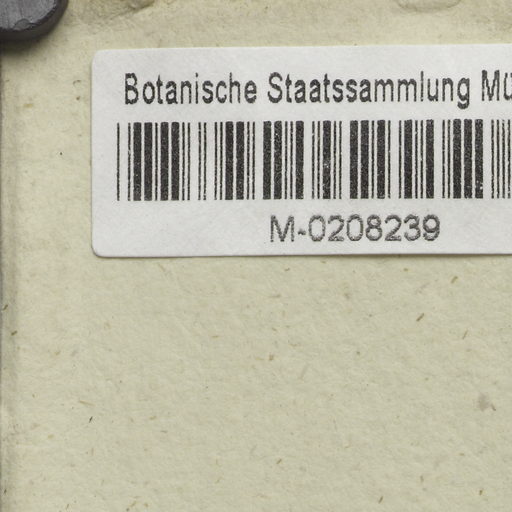 Botanische Staatssammlung Mü
M-0208239